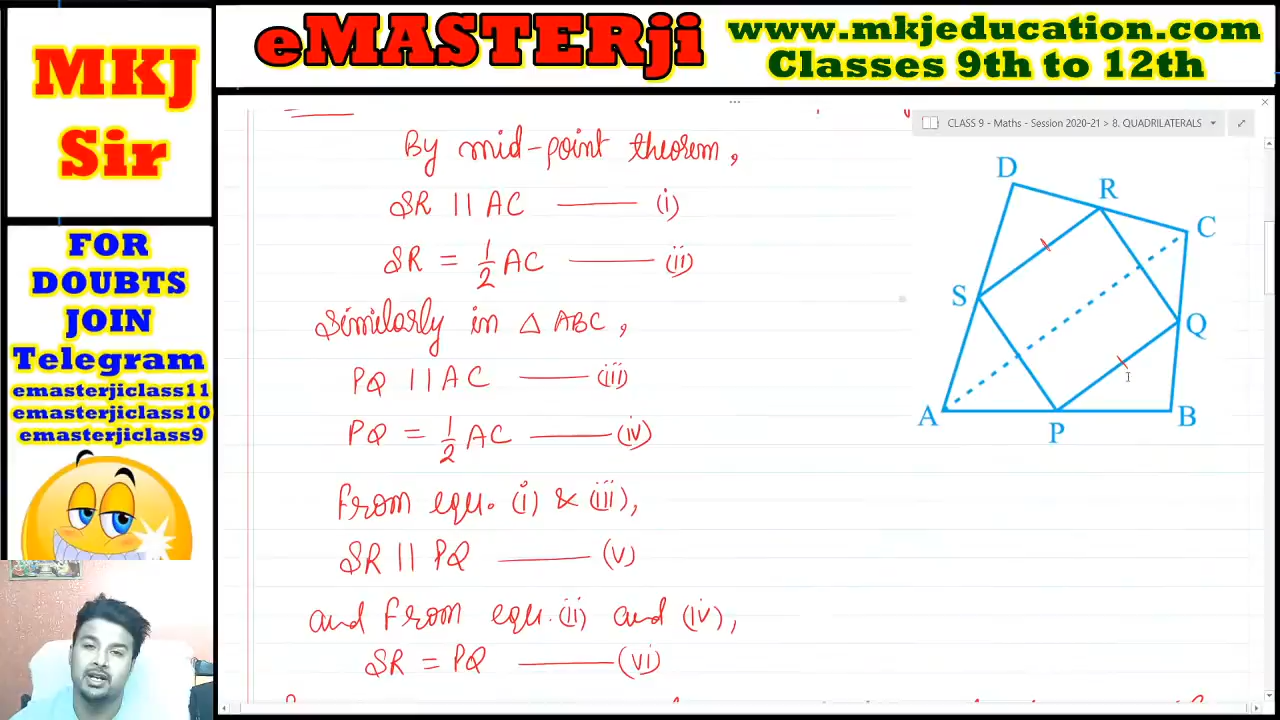 MKJ
Sir
eMASTERji
www.mkjeducation.com
Classes 9th to 12th
FOR
DOUBTS
JOIN
Telegram
emasterjiclass11
emasterjiclass10
emasterjiclass9
CLASS 9 - Maths - Session 2020-21 > 8. QUADRILATERALS
By mid-point theorem,
SR || AC —— (i)
SR = 1/2 AC —— (ii)
Similarly in △ ABC,
PQ || AC —— (iii)
PQ = 1/2 AC —— (iv)
From equ. (i) & (iii),
SR || PQ —— (v)
and from equ. (ii) and (iv),
SR = PQ —— (vi)
D
R
C
S
Q
A
P
B